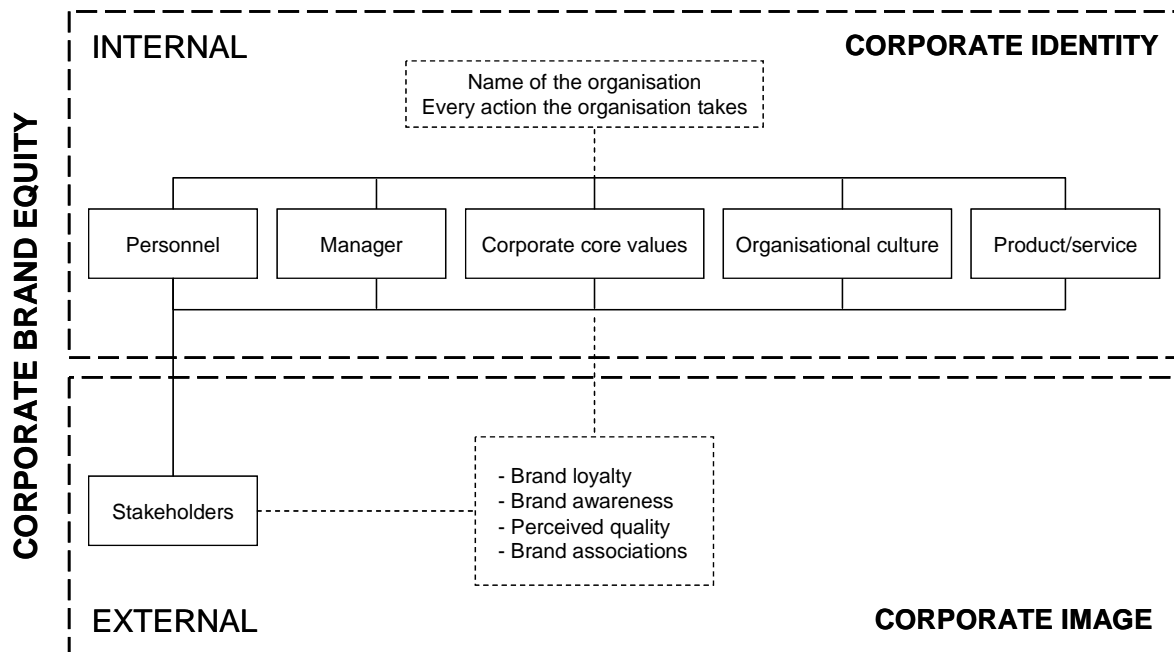 INTERNAL
CORPORATE IDENTITY
Name of the organisation
Every action the organisation takes
CORPORATE BRAND EQUITY
Personnel
Manager
Corporate core values
Organisational culture
Product/service
Stakeholders
- Brand loyalty
- Brand awareness
- Perceived quality
- Brand associations
EXTERNAL
CORPORATE IMAGE